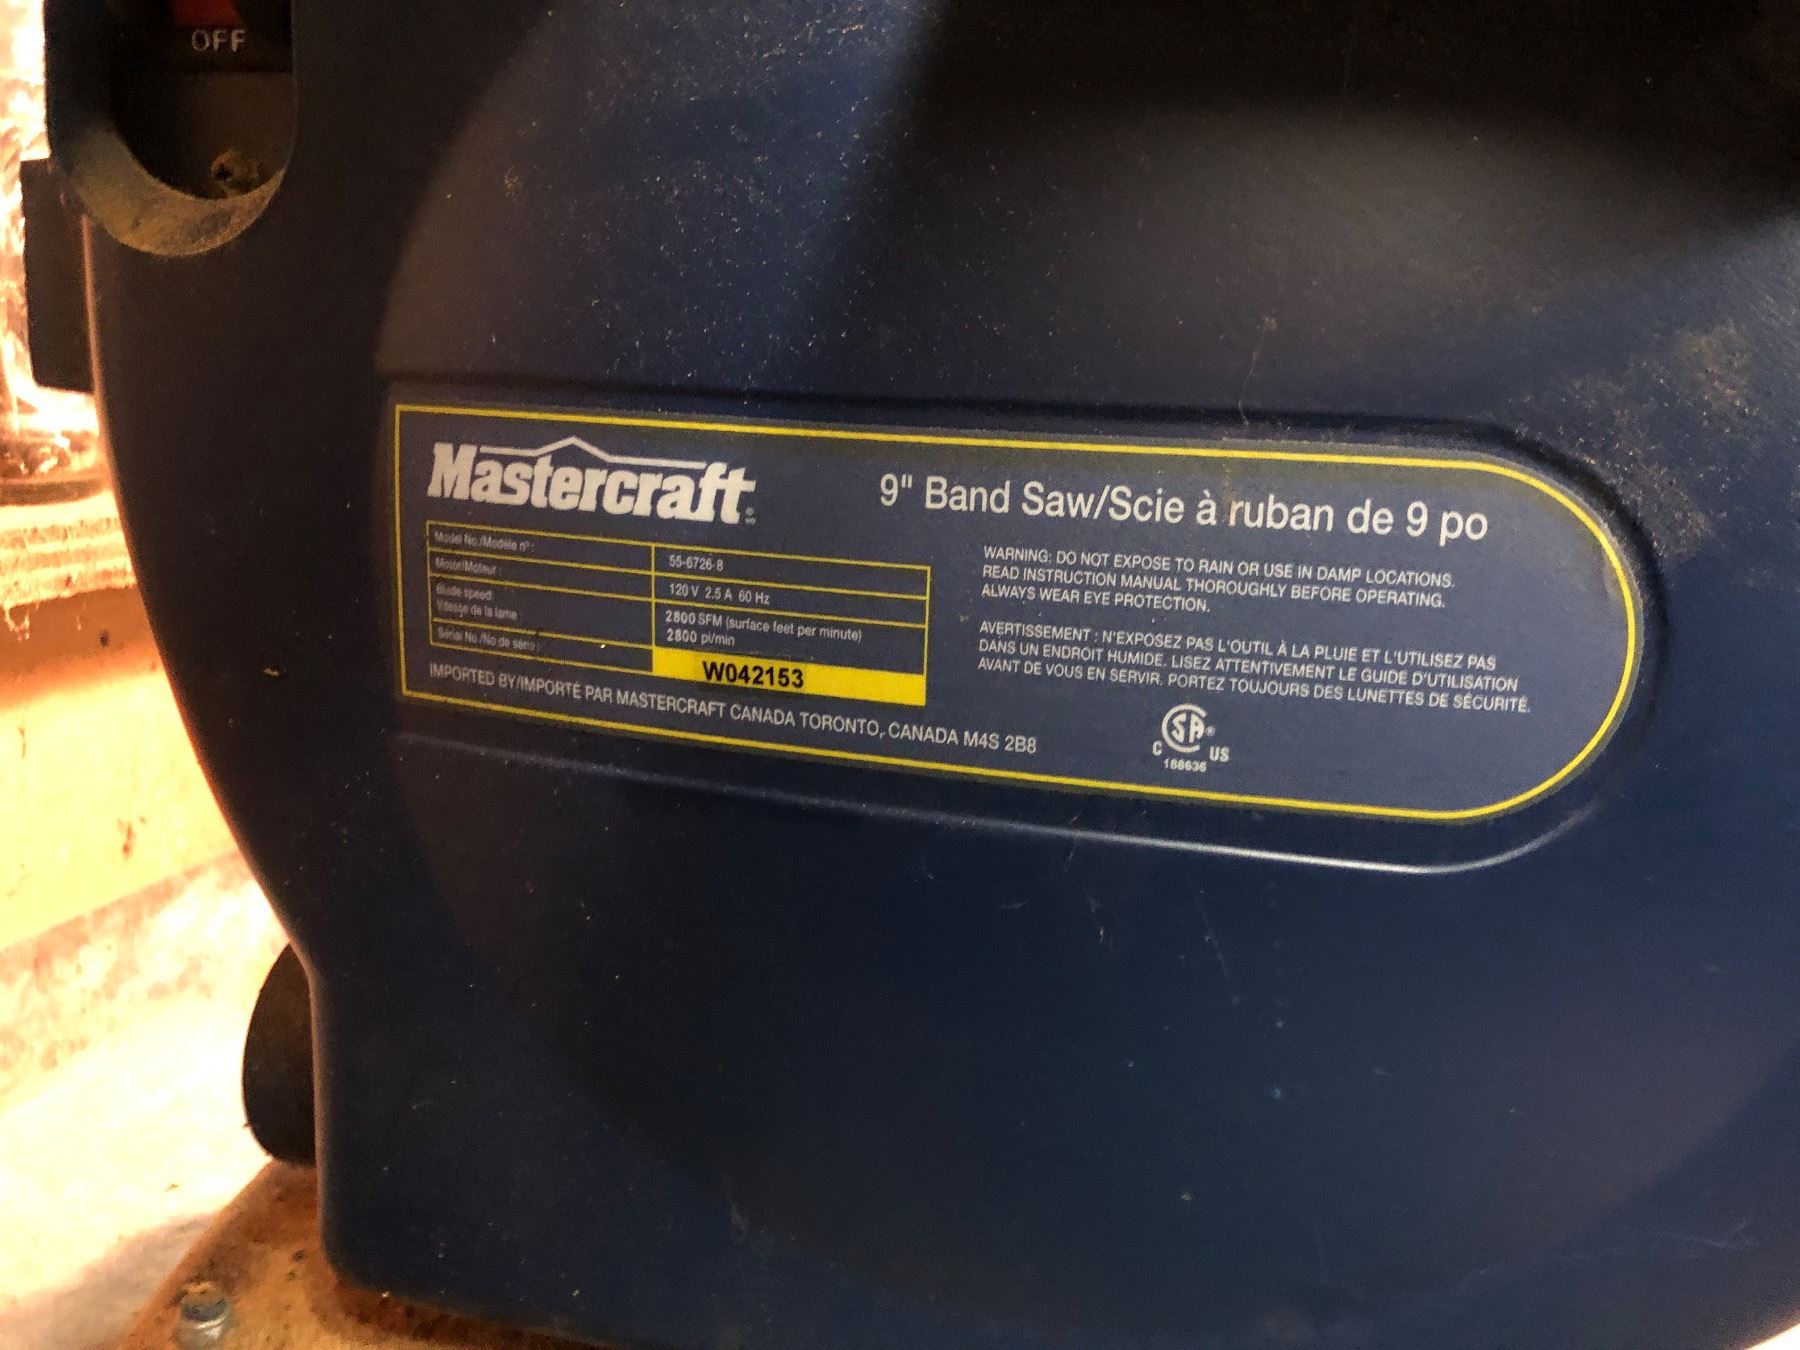 OFF
Mastercraft®
MD
9" Band Saw/Scie à ruban de 9 po
Model No./Modèle nº: 55-6726-8
Motor/Moteur : 120 V 2.5 A 60 Hz
Blade speed: 2800 SFM (surface feet per minute)
Vitesse de la lame : 2800 pi/min
Serial No./No de série : W042153
IMPORTED BY/IMPORTÉ PAR MASTERCRAFT CANADA TORONTO, CANADA M4S 2B8
WARNING: DO NOT EXPOSE TO RAIN OR USE IN DAMP LOCATIONS.
READ INSTRUCTION MANUAL THOROUGHLY BEFORE OPERATING.
ALWAYS WEAR EYE PROTECTION.
AVERTISSEMENT : N'EXPOSEZ PAS L'OUTIL À LA PLUIE ET L'UTILISEZ PAS
DANS UN ENDROIT HUMIDE. LISEZ ATTENTIVEMENT LE GUIDE D'UTILISATION
AVANT DE VOUS EN SERVIR. PORTEZ TOUJOURS DES LUNETTES DE SÉCURITÉ.
C SA® US
188636